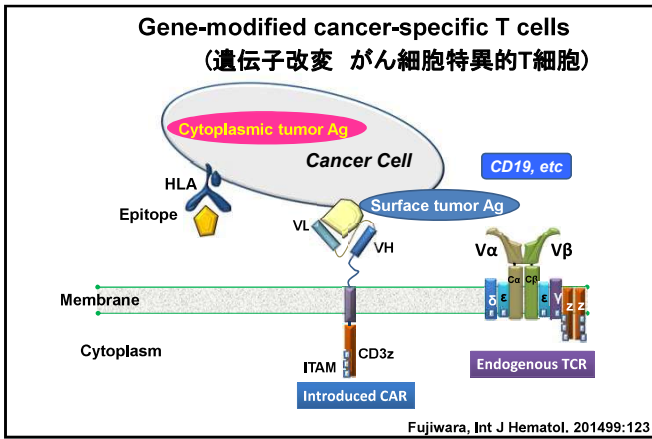 Gene-modified cancer-specific T cells
(遺伝子改変 がん細胞特異的T細胞)
Cytoplasmic tumor Ag
Cancer Cell
CD19, etc
HLA
Epitope
Surface tumor Ag
VL
VH
Vα
Vβ
Cα
Cβ
Membrane
δ
ε
ε
γ
z
z
Cytoplasm
ITAM
CD3z
Introduced CAR
Endogenous TCR
Fujiwara, Int J Hematol. 201499:123